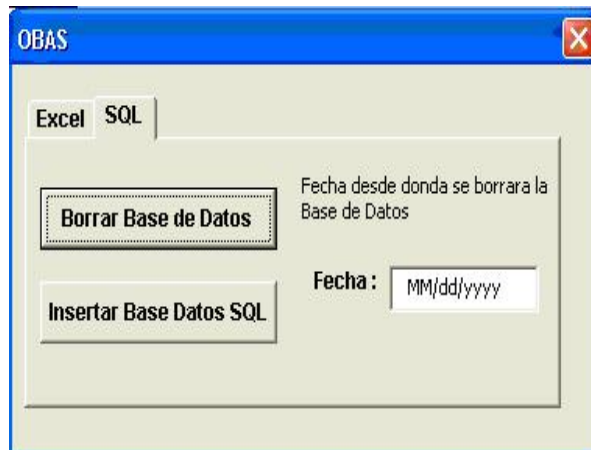 OBAS
Excel SQL
Borrar Base de Datos
Fecha desde donda se borrara la
Base de Datos
Insertar Base Datos SQL
Fecha : MM/dd/yyyy